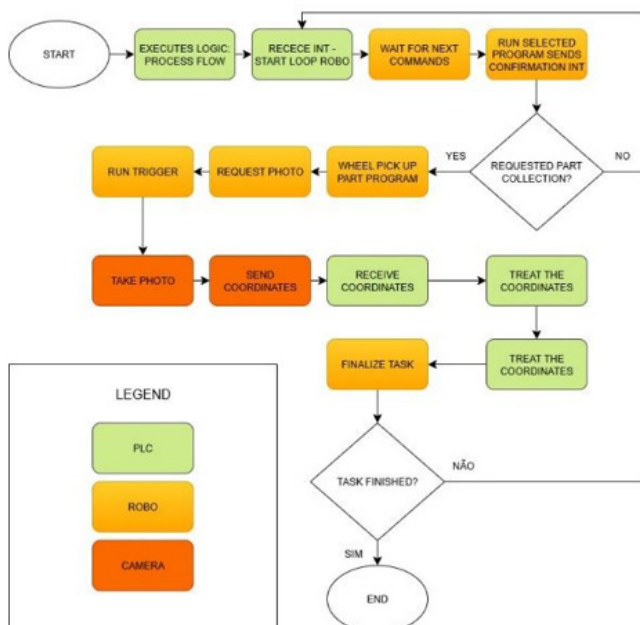 START
EXECUTES LOGIC:
PROCESS FLOW
RECECE INT -
START LOOP ROBO
WAIT FOR NEXT
COMMANDS
RUN SELECTED
PROGRAM SENDS
CONFIRMATION INT
REQUESTED PART
COLLECTION?
YES
NO
WHEEL PICK UP
PART PROGRAM
REQUEST PHOTO
RUN TRIGGER
TAKE PHOTO
SEND
COORDINATES
RECEIVE
COORDINATES
TREAT THE
COORDINATES
TREAT THE
COORDINATES
FINALIZE TASK
TASK FINISHED?
NÃO
SIM
END
LEGEND
PLC
ROBO
CAMERA